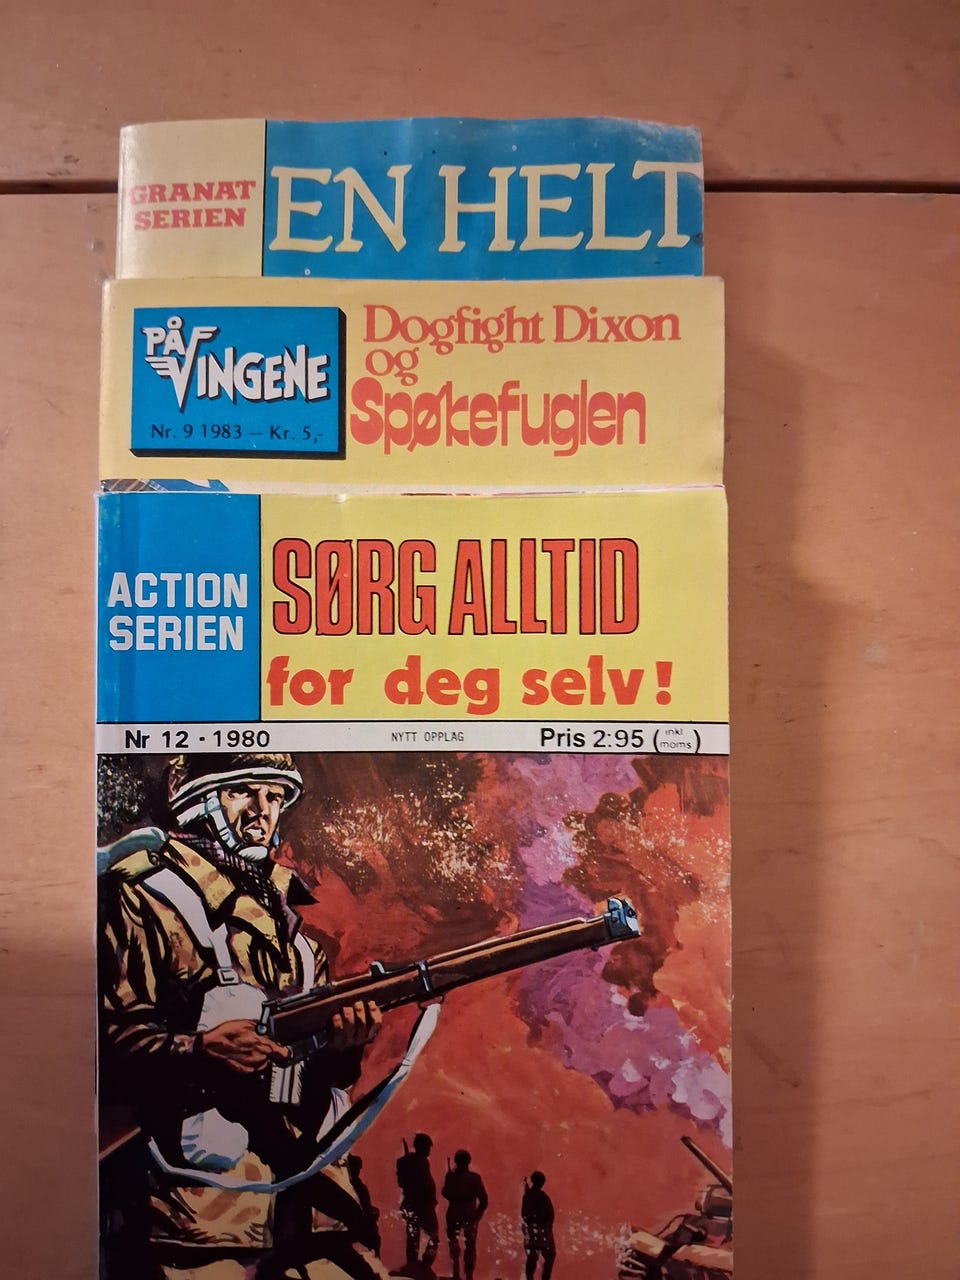 GRANAT
SERIEN
EN HELT
PÅ
VINGENE
Nr. 9 1983 – Kr. 5,-
Dogfight Dixon
og
Spøkefuglen
ACTION
SERIEN
SØRG ALLTID
for deg selv!
Nr 12 - 1980
NYTT OPPLAG
Pris 2:95 (inkl moms)